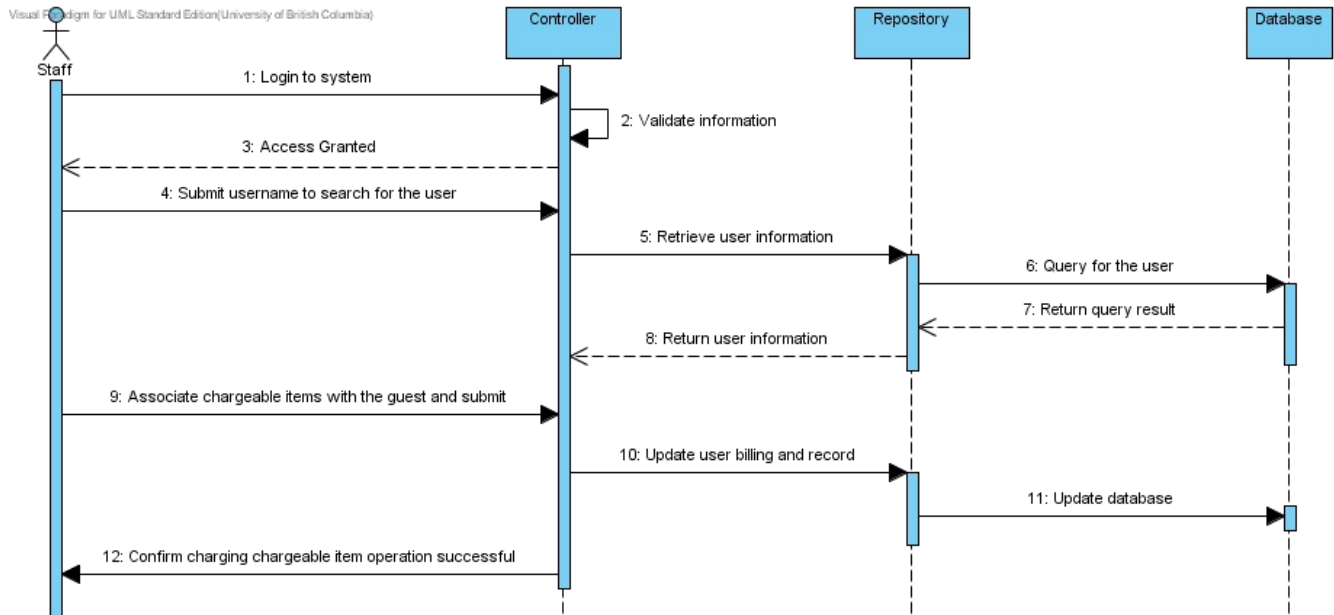 Visual Paradigm for UML Standard Edition(University of British Columbia)
Controller
Repository
Database
Staff
1: Login to system
2: Validate information
3: Access Granted
4: Submit username to search for the user
5: Retrieve user information
6: Query for the user
7: Return query result
8: Return user information
9: Associate chargeable items with the guest and submit
10: Update user billing and record
11: Update database
12: Confirm charging chargeable item operation successful